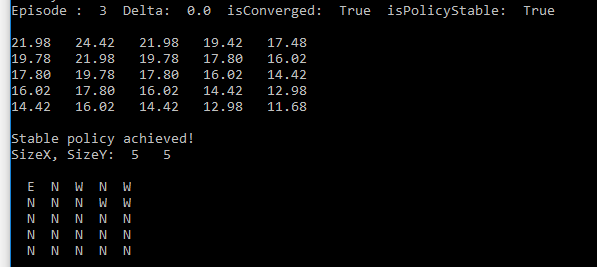 Episode :  3  Delta:  0.0  isConverged:  True  isPolicyStable:  True
21.98   24.42   21.98   19.42   17.48
19.78   21.98   19.78   17.80   16.02
17.80   19.78   17.80   16.02   14.42
16.02   17.80   16.02   14.42   12.98
14.42   16.02   14.42   12.98   11.68
Stable policy achieved!
SizeX, SizeY:  5   5
E  N  W  N  W
N  N  N  W  W
N  N  N  N  N
N  N  N  N  N
N  N  N  N  N